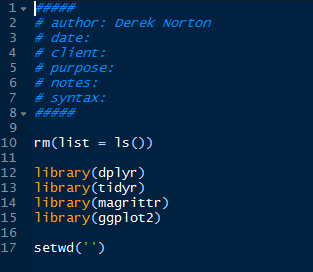 1 #####
2 # author: Derek Norton
3 # date:
4 # client:
5 # purpose:
6 # notes:
7 # syntax:
8 #####
9
10 rm(list = ls())
11
12 library(dplyr)
13 library(tidyr)
14 library(magrittr)
15 library(ggplot2)
16
17 setwd('')